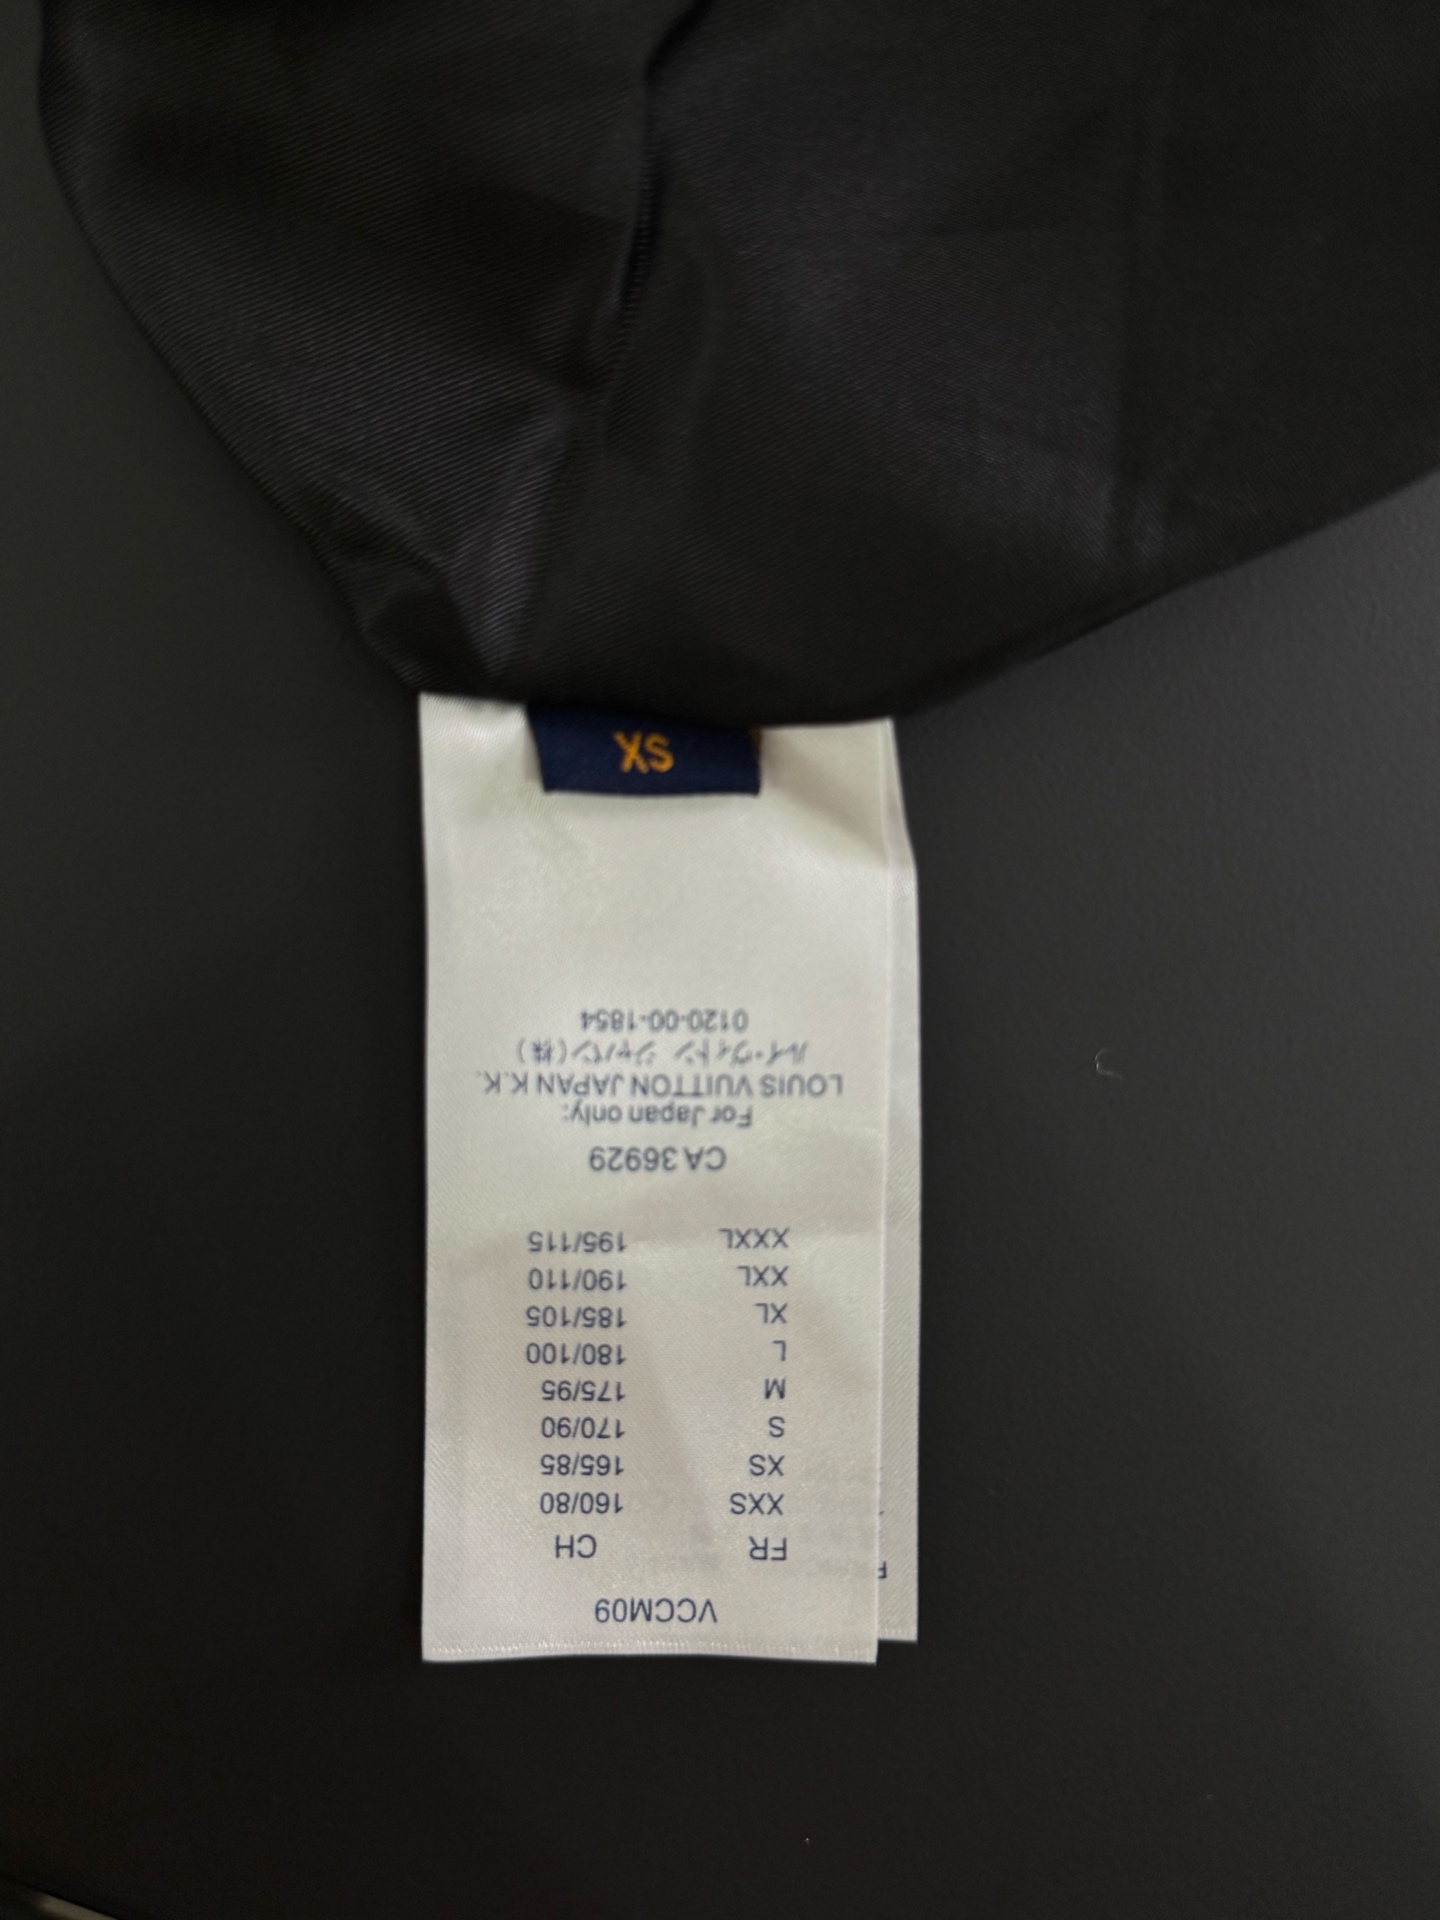 VCCM09
FR CH
XXS 160/80
XS 165/85
S 170/90
M 175/95
L 180/100
XL 185/105
XXL 190/110
XXXL 195/115
CA 36929
For Japan only:
LOUIS VUITTON JAPAN K.K.
ルイ・ヴィトン ジャパン(株)
0120-00-1854
XS